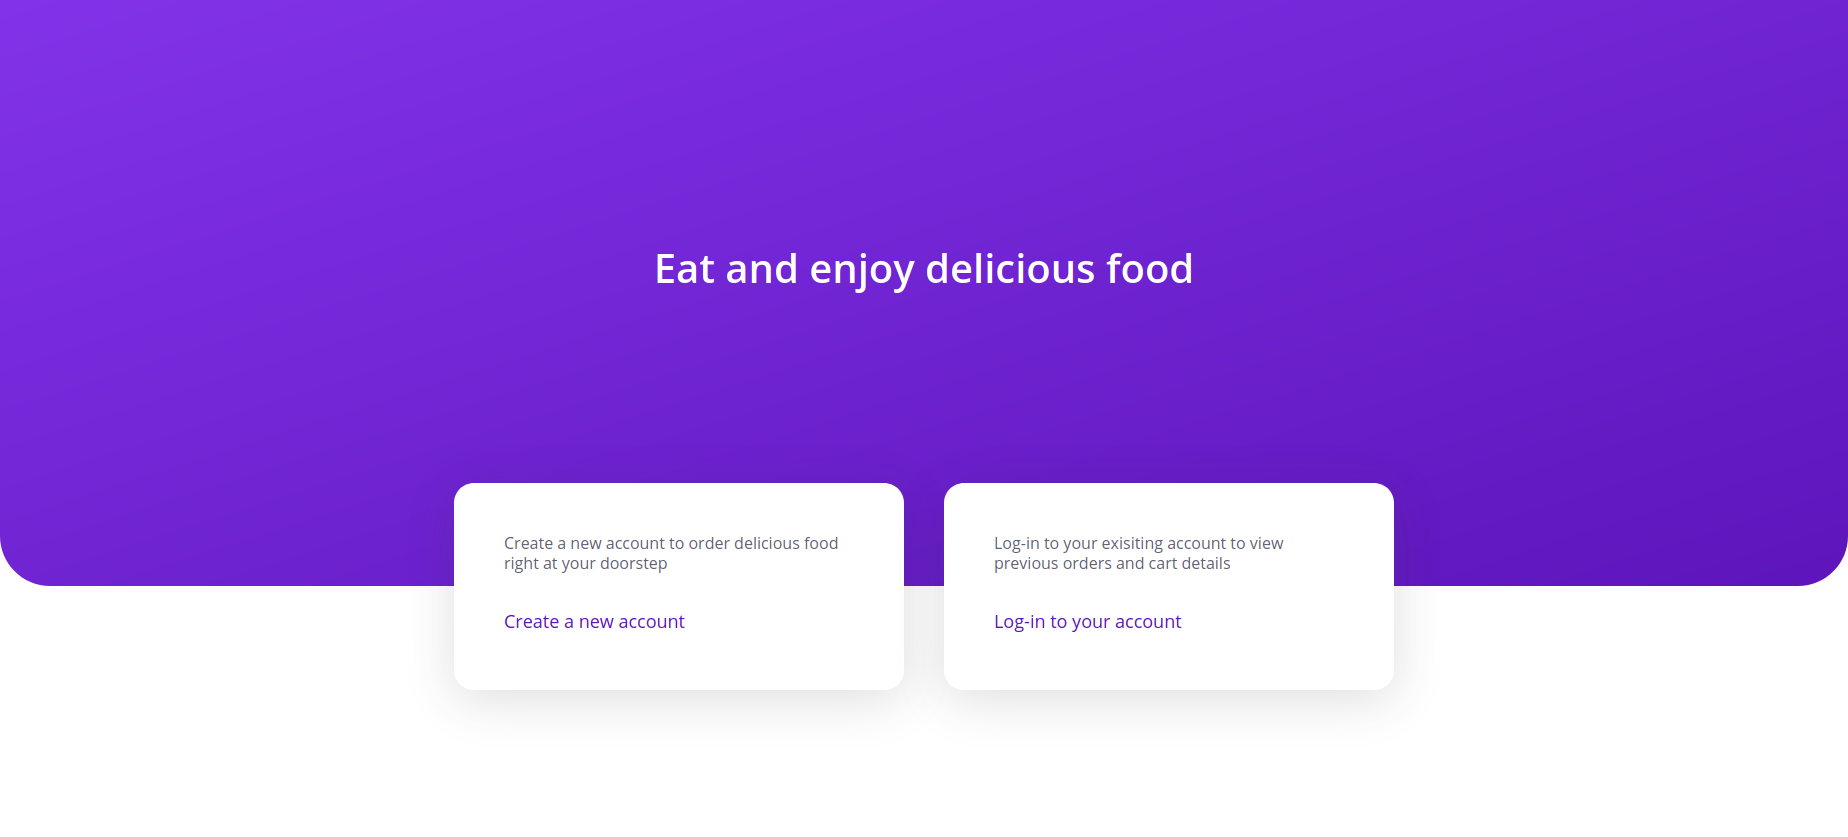 Eat and enjoy delicious food
Create a new account to order delicious food
right at your doorstep
Create a new account
Log-in to your exisiting account to view
previous orders and cart details
Log-in to your account